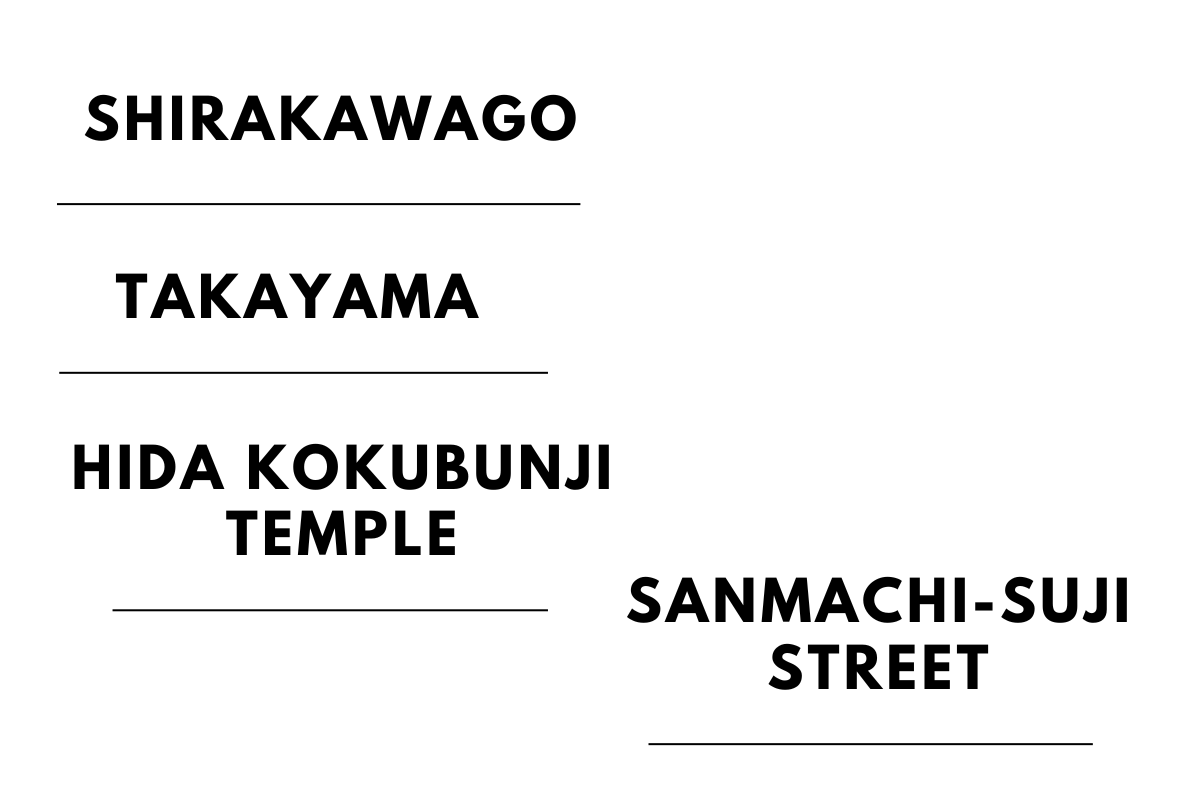 SHIRAKAWAGO
TAKAYAMA
HIDA KOKUBUNJI
TEMPLE
SANMACHI-SUJI
STREET